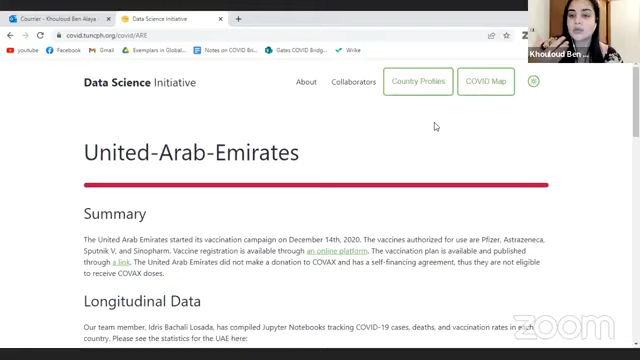 Courrier - Khouloud Ben Alaya -
Data Science Initiative
covid.tuncph.org/covid/ARE
youtube
Facebook
Gmail
Drive
Images
Exemplars in Global...
Notes on COVID Brid...
Gates COVID Bridge...
Wrike
Khouloud Ben
Data Science Initiative
About
Collaborators
Country Profiles
COVID Map
United-Arab-Emirates
Summary
The United Arab Emirates started its vaccination campaign on December 14th, 2020. The vaccines authorized for use are Pfizer, Astrazeneca,
Sputnik V, and Sinopharm. Vaccine registration is available through an online platform. The vaccination plan is available and published
through a link. The United Arab Emirates did not make a donation to COVAX and has a self-financing agreement, thus they are not eligible
to receive COVAX doses.
Longitudinal Data
Our team member, Idris Bachali Losada, has compiled Jupyter Notebooks tracking COVID-19 cases, deaths, and vaccination rates in each
country. Please see the statistics for the UAE here:
zoom